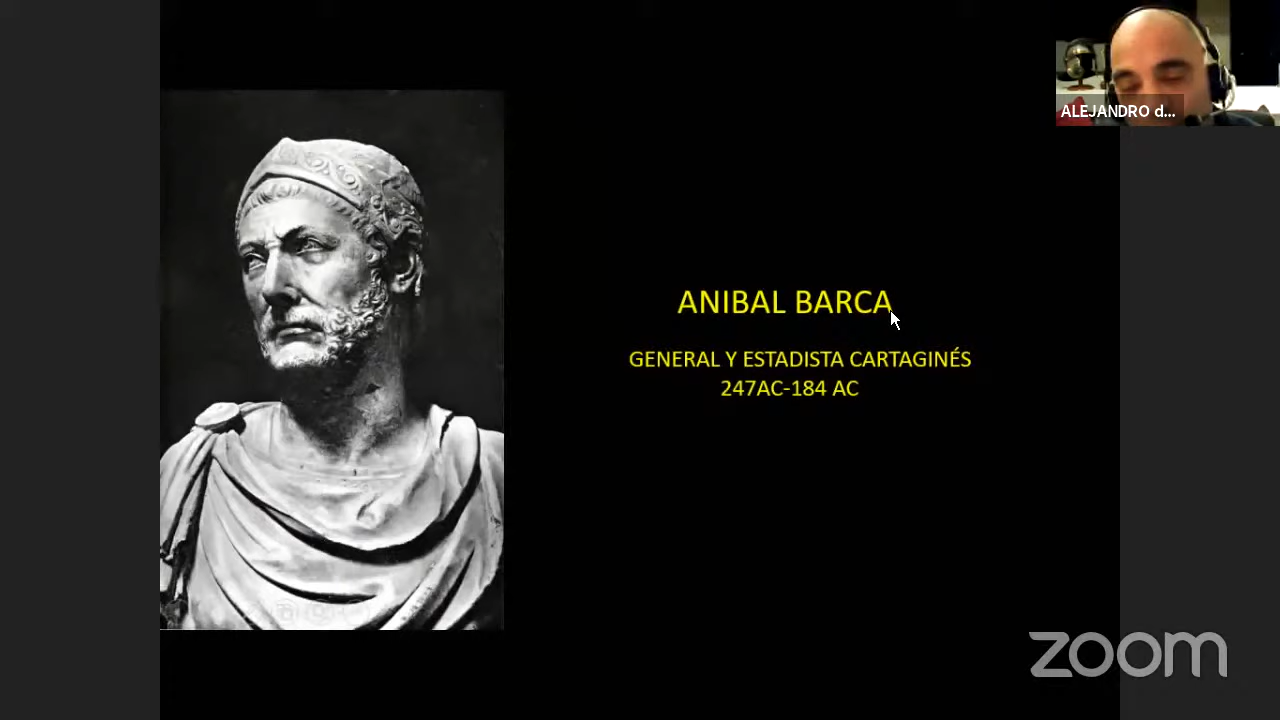 ALEJANDRO d...
ANIBAL BARCA
GENERAL Y ESTADISTA CARTAGINÉS
247AC-184 AC
zoom